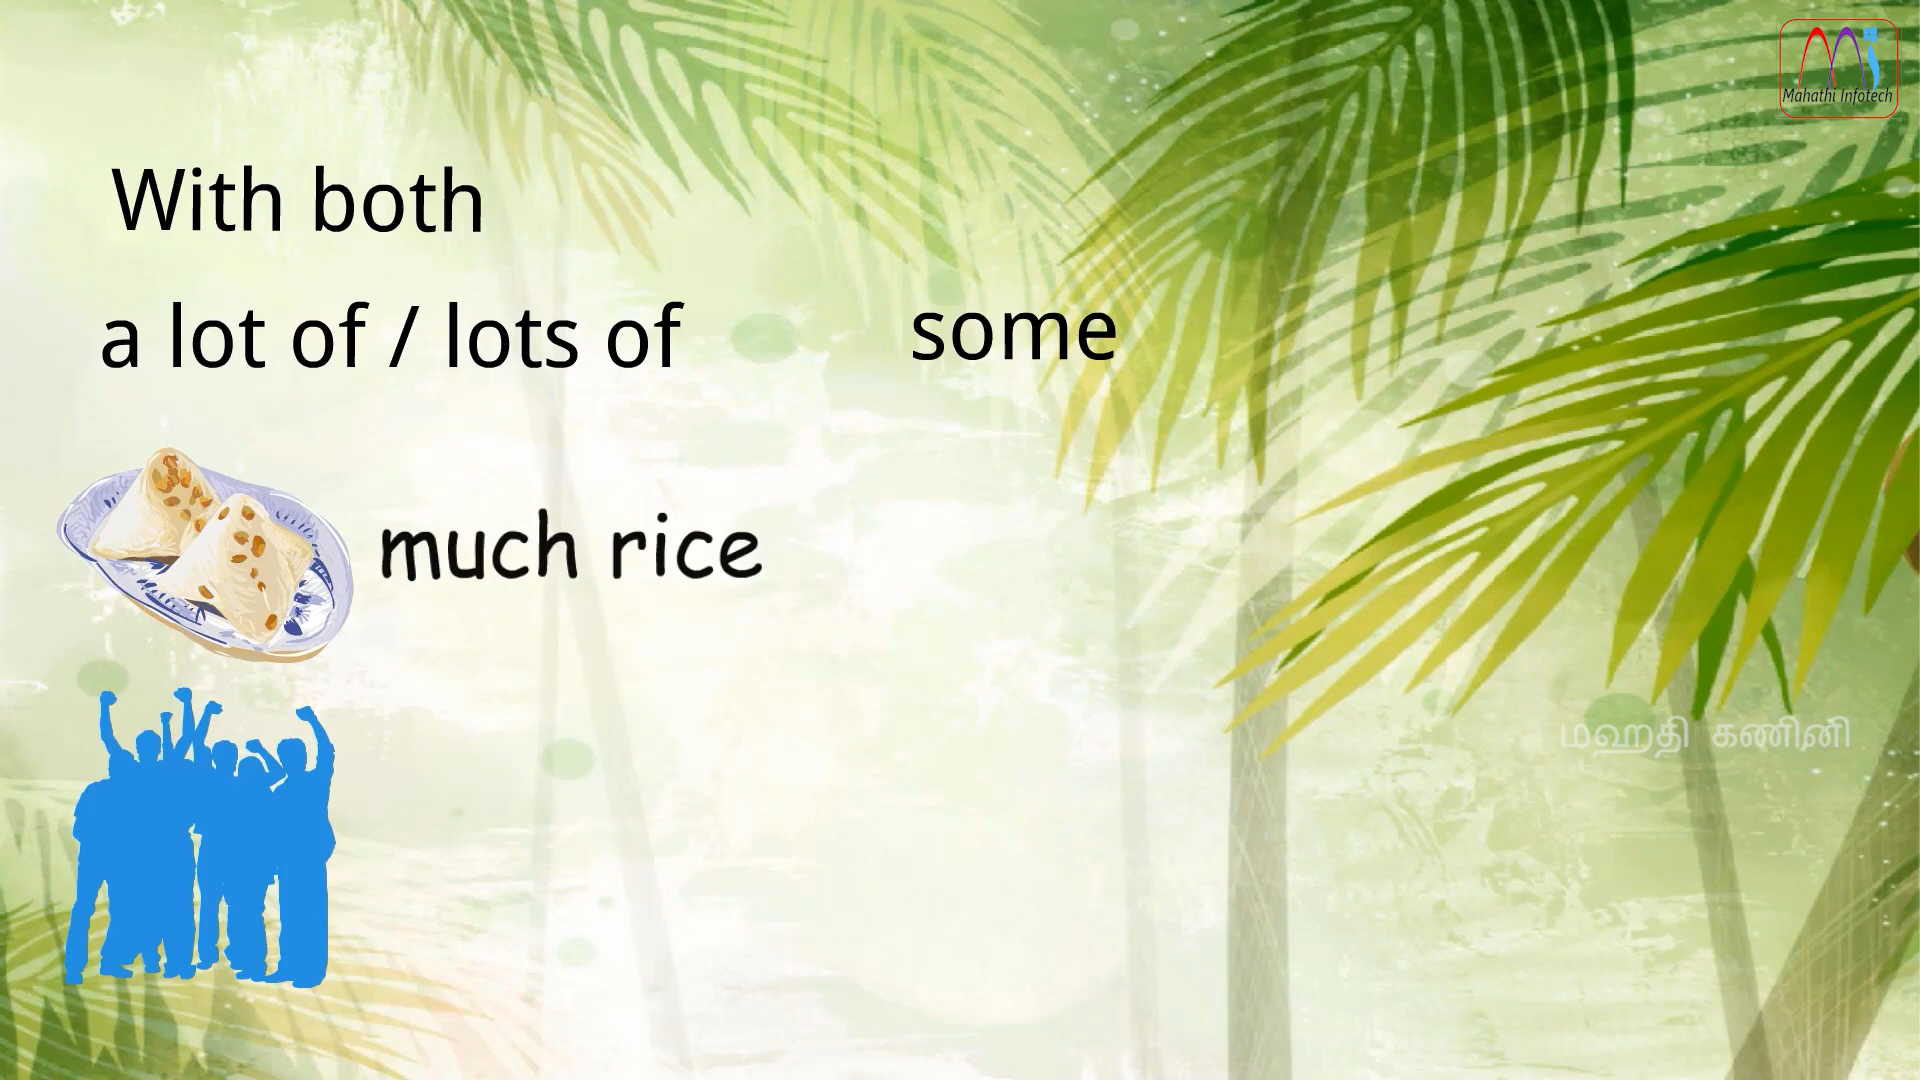 Mahathi Infotech
With both
a lot of / lots of
some
much rice
மஹதி கணினி